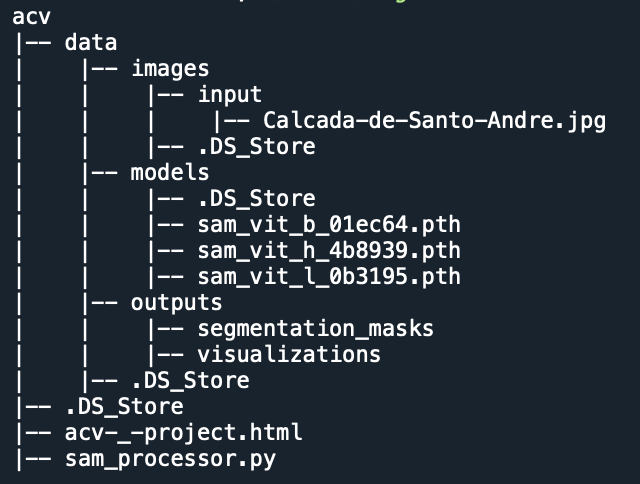 acv
|-- data
|    |-- images
|    |    |-- input
|    |    |    |-- Calcada-de-Santo-Andre.jpg
|    |    |-- .DS_Store
|    |-- models
|    |    |-- .DS_Store
|    |    |-- sam_vit_b_01ec64.pth
|    |    |-- sam_vit_h_4b8939.pth
|    |    |-- sam_vit_l_0b3195.pth
|    |-- outputs
|    |    |-- segmentation_masks
|    |    |-- visualizations
|    |-- .DS_Store
|-- .DS_Store
|-- acv-_-project.html
|-- sam_processor.py